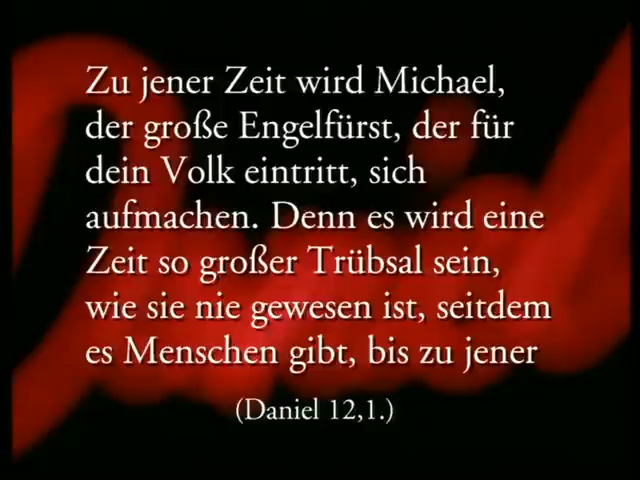 Zu jener Zeit wird Michael,
der große Engelfürst, der für
dein Volk eintritt, sich
aufmachen. Denn es wird eine
Zeit so großer Trübsal sein,
wie sie nie gewesen ist, seitdem
es Menschen gibt, bis zu jener
(Daniel 12,1.)